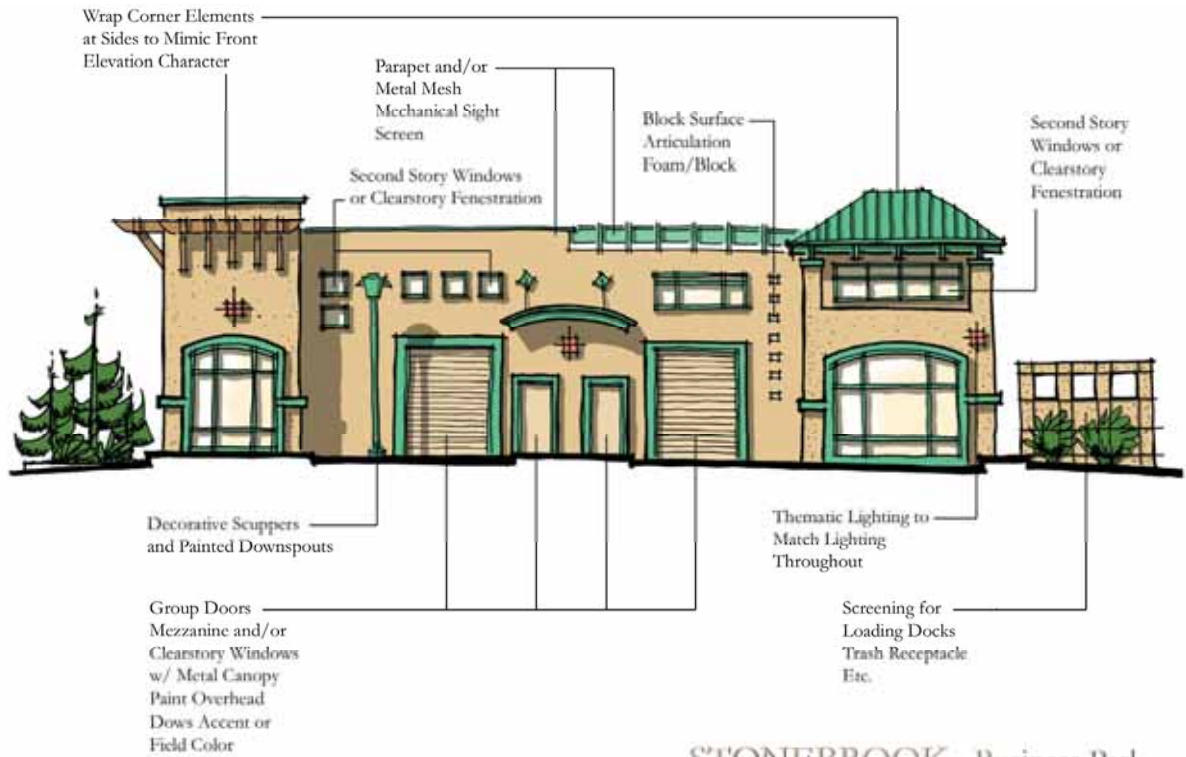 Wrap Corner Elements
at Sides to Mimic Front
Elevation Character
Parapet and/or
Metal Mesh
Mechanical Sight
Screen
Block Surface
Articulation
Foam/Block
Second Story
Windows or
Clearstory
Fenestration
Second Story Windows
or Clearstory Fenestration
Decorative Scuppers
and Painted Downspouts
Thematic Lighting to
Match Lighting
Throughout
Group Doors
Mezzanine and/or
Clearstory Windows
w/ Metal Canopy
Paint Overhead
Dows Accent or
Field Color
Screening for
Loading Docks
Trash Receptacle
Etc.
STONEBROOK Business Park